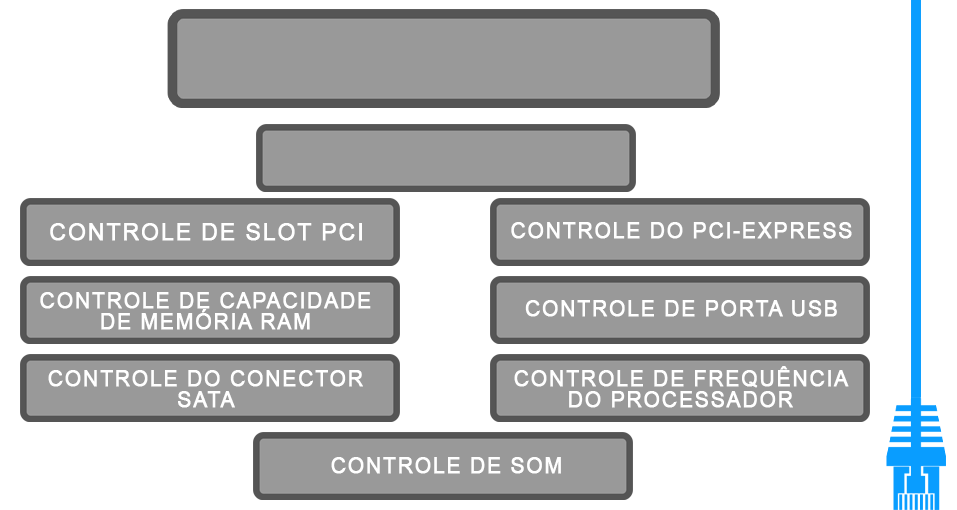 CONTROLE DE SLOT PCI
CONTROLE DO PCI-EXPRESS
CONTROLE DE CAPACIDADE
DE MEMÓRIA RAM
CONTROLE DE PORTA USB
CONTROLE DO CONECTOR
SATA
CONTROLE DE FREQUÊNCIA
DO PROCESSADOR
CONTROLE DE SOM